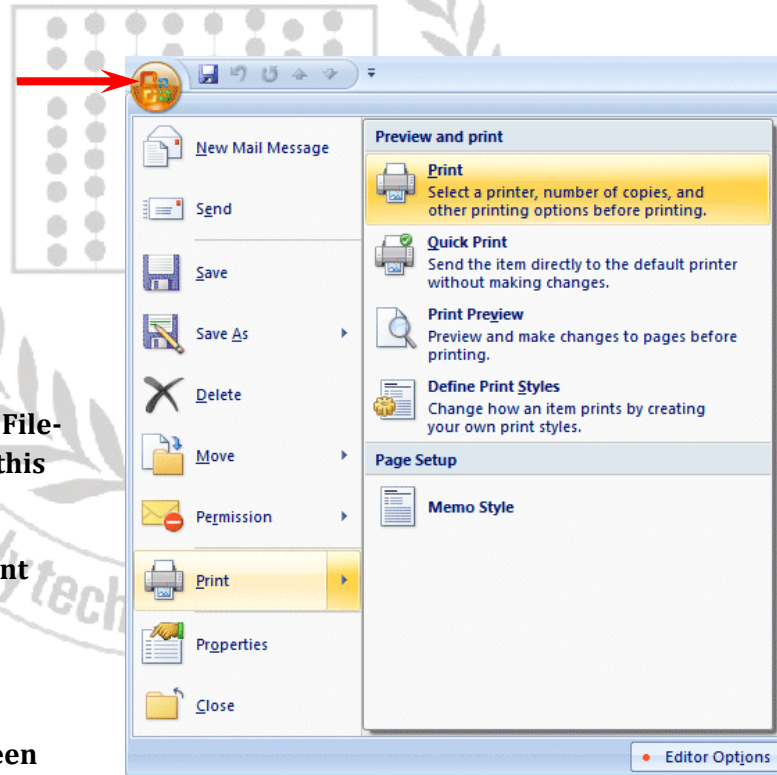 New Mail Message
Send
Save
Save As
Delete
Move
Permission
Print
Properties
Close
Preview and print
Print
Select a printer, number of copies, and
other printing options before printing.
Quick Print
Send the item directly to the default printer
without making changes.
Print Preview
Preview and make changes to pages before
printing.
Define Print Styles
Change how an item prints by creating
your own print styles.
Page Setup
Memo Style
Editor Options
File-
this